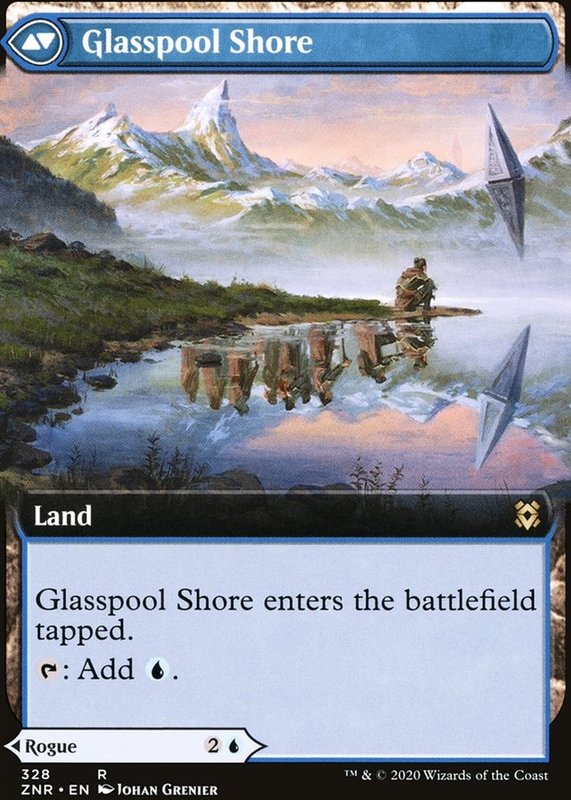 Glasspool Shore
Land
Glasspool Shore enters the battlefield
tapped.
: Add .
Rogue 2
328 R
ZNR • EN Johan Grenier
™ & © 2020 Wizards of the Coast